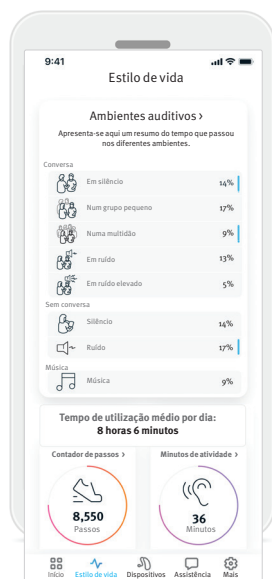 9:41
Estilo de vida
Ambientes auditivos ›
Apresenta-se aqui um resumo do tempo que passou
nos diferentes ambientes.
Conversa
Em silêncio 14%
Num grupo pequeno 17%
Numa multidão 9%
Em ruído 13%
Em ruído elevado 5%
Sem conversa
Silêncio 14%
Ruído 17%
Música
Música 9%
Tempo de utilização médio por dia:
8 horas 6 minutos
Contador de passos › Minutos de atividade ›
8,550 36
Passos Minutos
Início Estilo de vida Dispositivos Assistência Mais